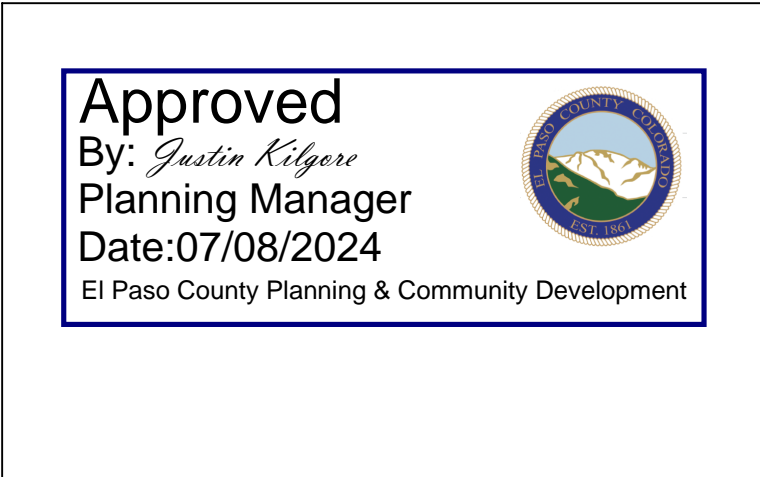 Approved
By: Justin Kilgore
Planning Manager
Date:07/08/2024
El Paso County Planning & Community Development
EL PASO COUNTY COLORADO
EST. 1861